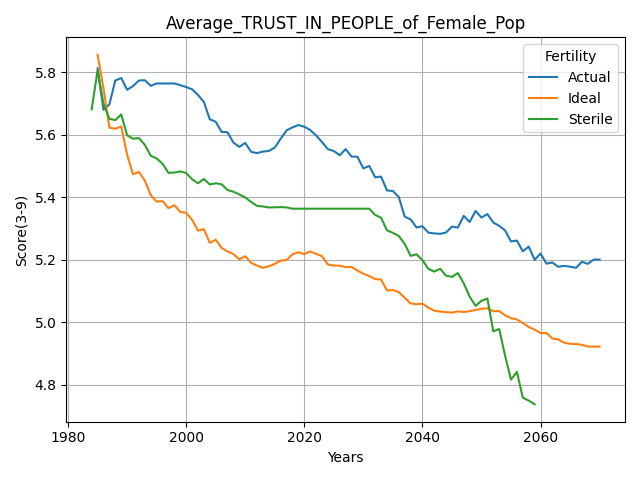 Average_TRUST_IN_PEOPLE_of_Female_Pop
Fertility
Actual
Ideal
Sterile
Score(3-9)
5.8
5.6
5.4
5.2
5.0
4.8
1980
2000
2020
2040
2060
Years